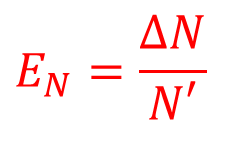 E_N = ΔN / N′